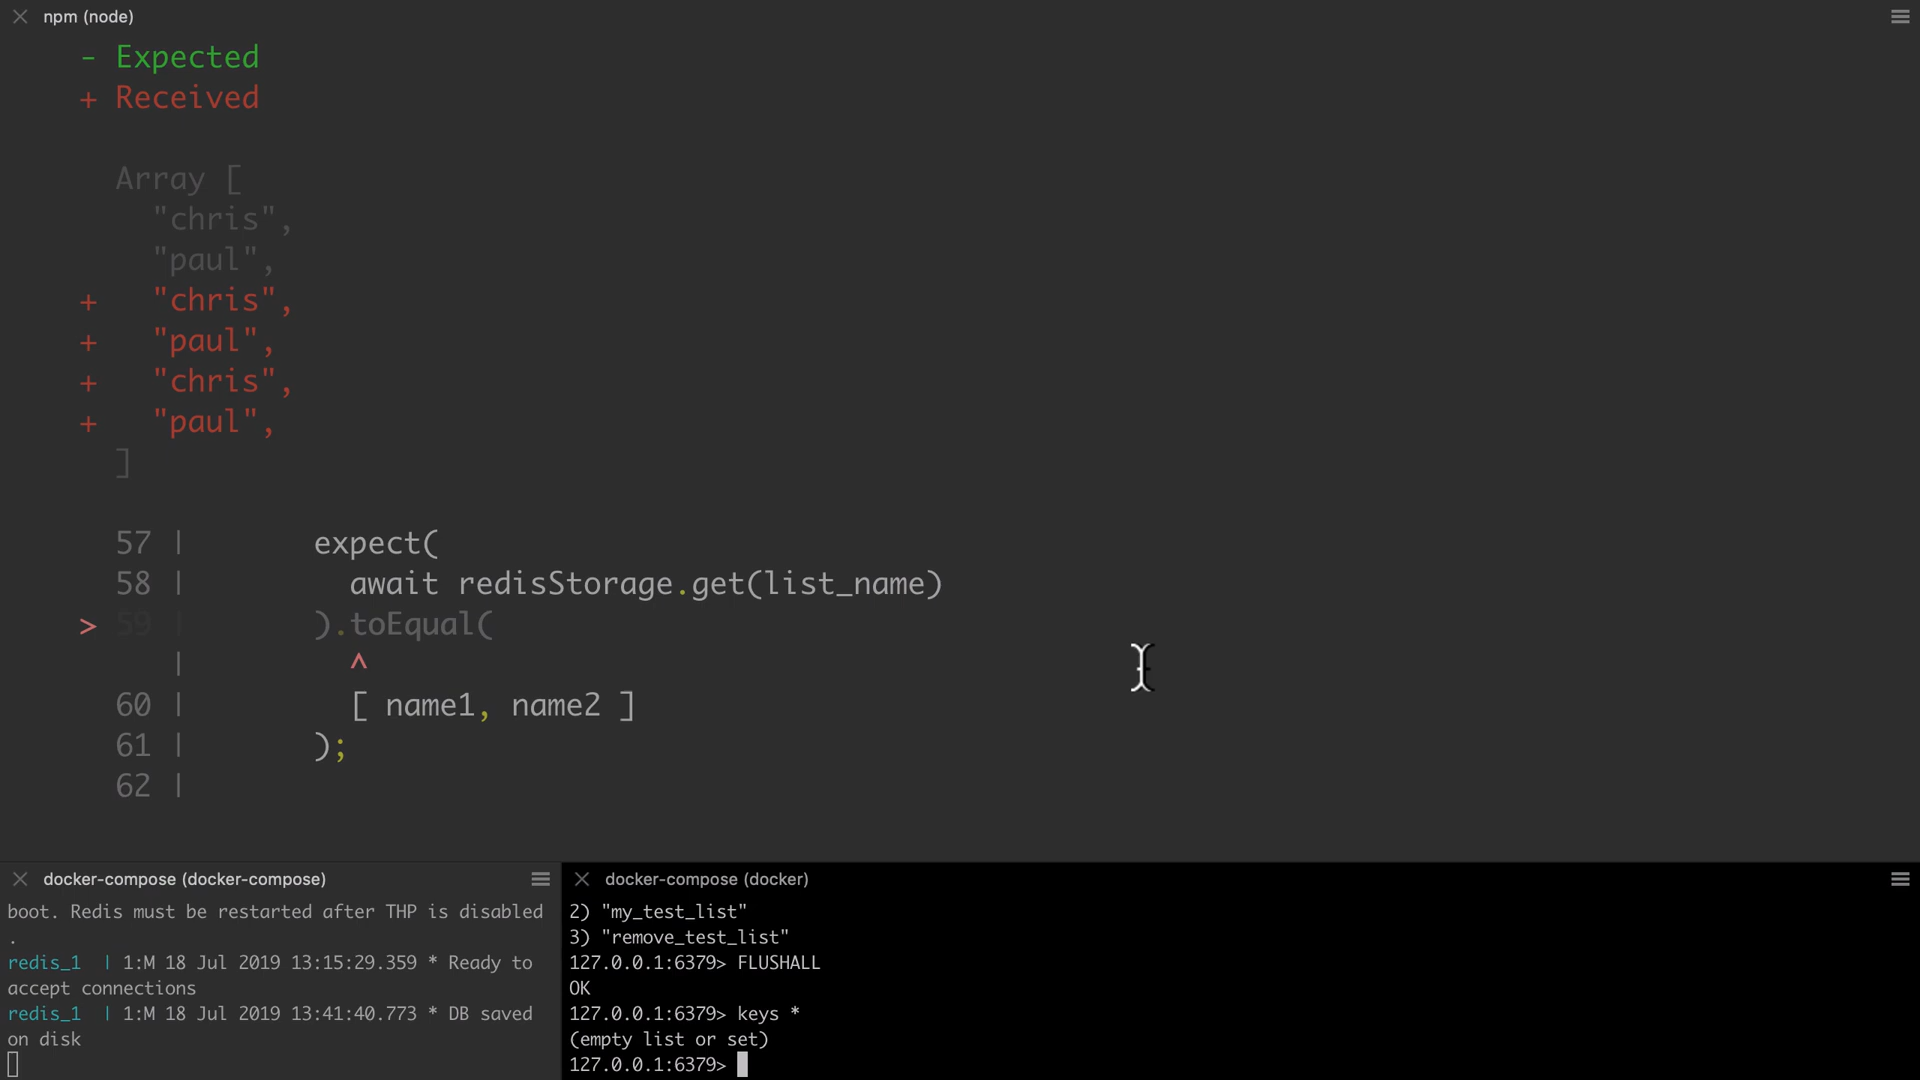 npm (node)
- Expected
+ Received
Array [
"chris",
"paul",
+ "chris",
+ "paul",
+ "chris",
+ "paul",
]
57 | expect(
58 | await redisStorage.get(list_name)
> 59 | ).toEqual(
| ^
60 | [ name1, name2 ]
61 | );
62 |
docker-compose (docker-compose)
boot. Redis must be restarted after THP is disabled
.
redis_1 | 1:M 18 Jul 2019 13:15:29.359 * Ready to
accept connections
redis_1 | 1:M 18 Jul 2019 13:41:40.773 * DB saved
on disk
docker-compose (docker)
2) "my_test_list"
3) "remove_test_list"
127.0.0.1:6379> FLUSHALL
OK
127.0.0.1:6379> keys *
(empty list or set)
127.0.0.1:6379>